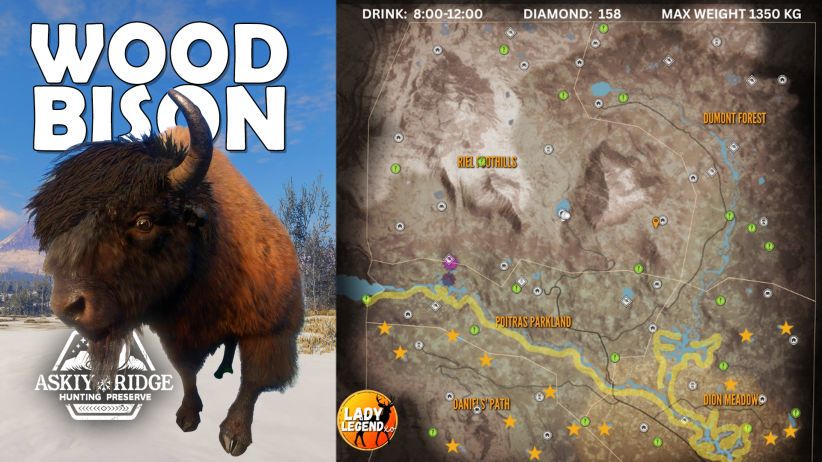 WOOD
BISON
ASKIY RIDGE
HUNTING PRESERVE
DRINK: 8:00-12:00 DIAMOND: 158 MAX WEIGHT 1350 KG
DUMONT FOREST
RIEL FOOTHILLS
POITRAS PARKLAND
DANIELS' PATH
DION MEADOW
LADY
LEGEND